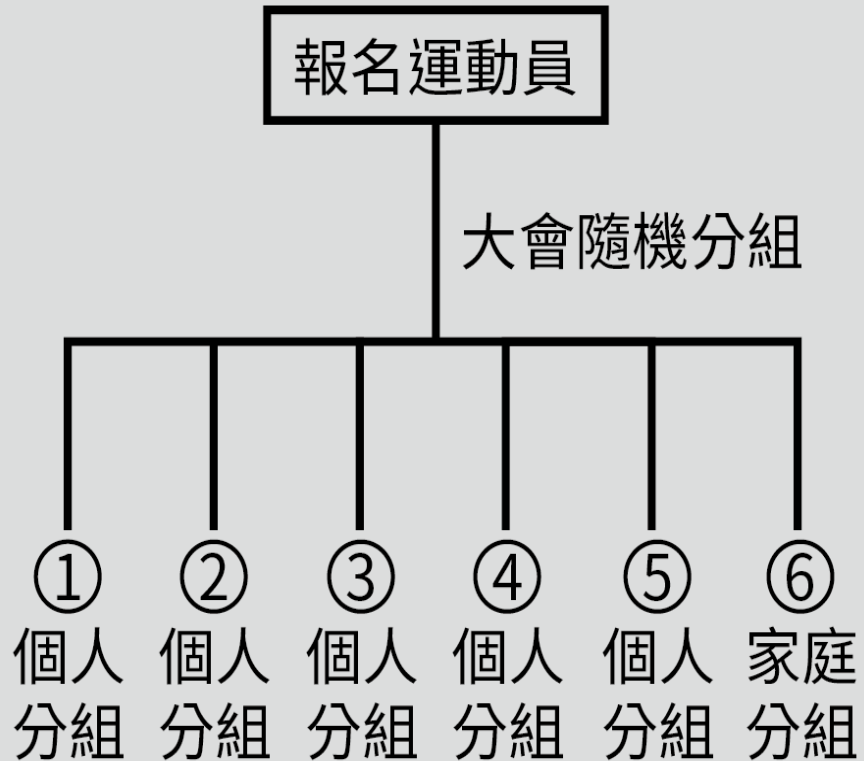 報名運動員
大會隨機分組
① ② ③ ④ ⑤ ⑥
個人 個人 個人 個人 個人 家庭
分組 分組 分組 分組 分組 分組